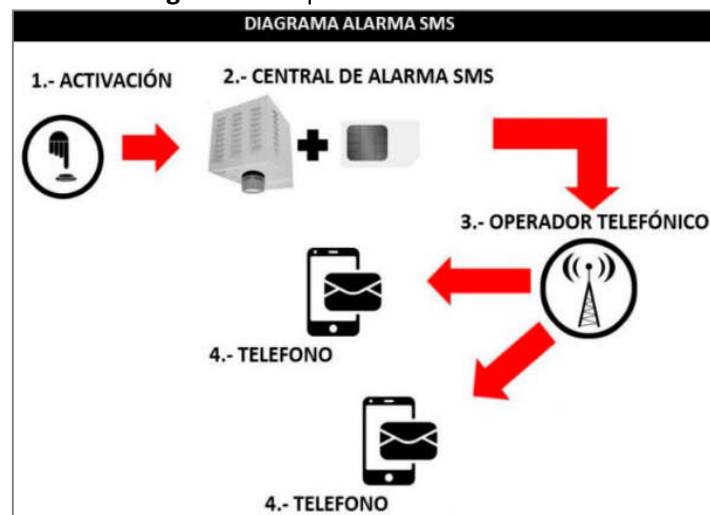 DIAGRAMA ALARMA SMS
1.- ACTIVACIÓN
2.- CENTRAL DE ALARMA SMS
3.- OPERADOR TELEFÓNICO
4.- TELEFONO
4.- TELEFONO